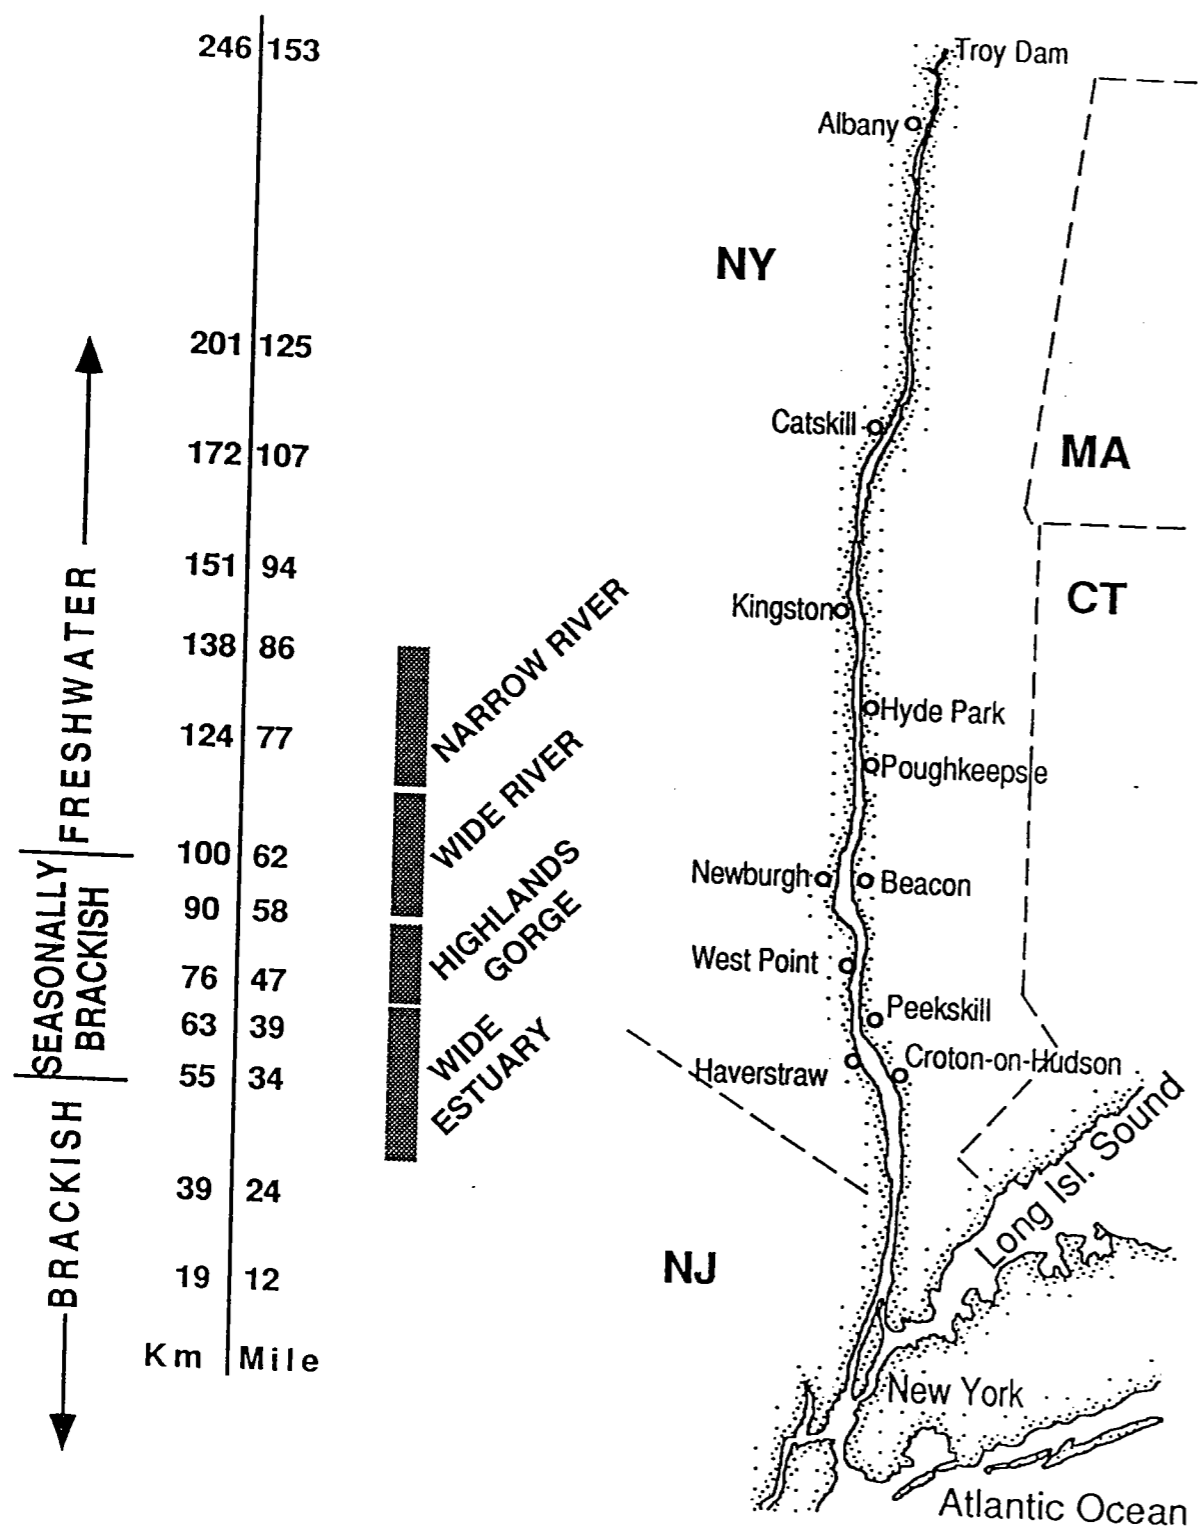 246 153
201 125
172 107
151 94
138 86
124 77
100 62
90 58
76 47
63 39
55 34
39 24
19 12
Km Mile
FRESHWATER
SEASONALLY
BRACKISH
BRACKISH
NARROW RIVER
WIDE RIVER
HIGHLANDS
GORGE
WIDE
ESTUARY
Troy Dam
Albany
NY
Catskill
MA
Kingston
CT
Hyde Park
Poughkeepsie
Newburgh
Beacon
West Point
Peekskill
Haverstraw
Croton-on-Hudson
Long Isl. Sound
NJ
New York
Atlantic Ocean